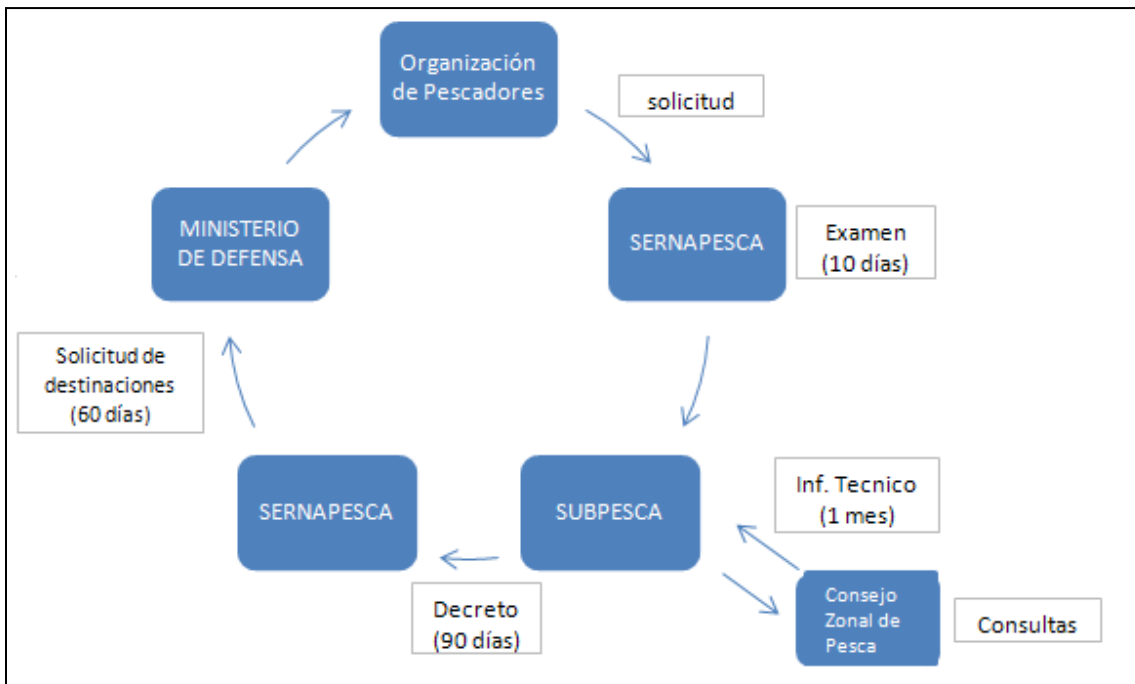 Organización
de Pescadores
solicitud
SERNAPESCA
Examen
(10 días)
SUBPESCA
Inf. Tecnico
(1 mes)
Consejo
Zonal de
Pesca
Consultas
Decreto
(90 días)
SERNAPESCA
Solicitud de
destinaciones
(60 días)
MINISTERIO
DE DEFENSA